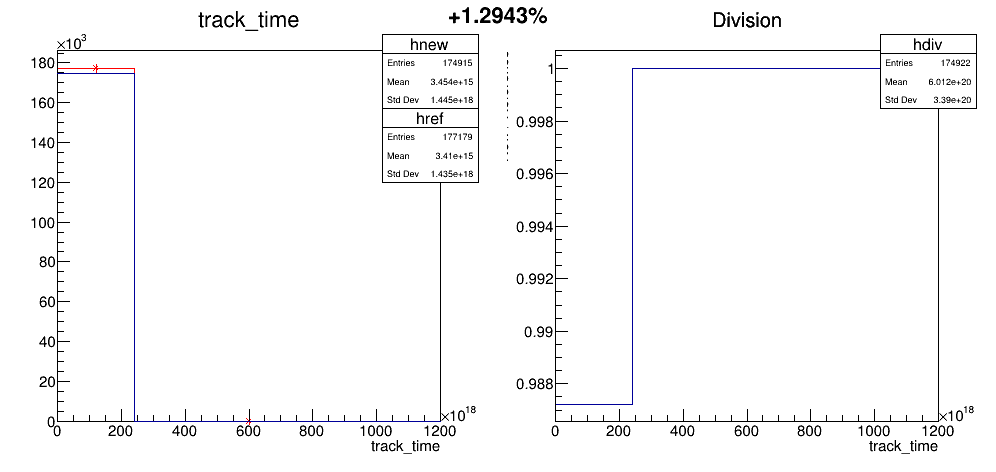 track_time
+1.2943%
Division
×10³
hnew
Entries 174915
Mean 3.454e+15
Std Dev 1.445e+18
href
Entries 177179
Mean 3.41e+15
Std Dev 1.435e+18
180
160
140
120
100
80
60
40
20
0
0 200 400 600 800 1000 1200
×10¹⁸
track_time
hdiv
Entries 174922
Mean 6.012e+20
Std Dev 3.39e+20
1
0.998
0.996
0.994
0.992
0.99
0.988
0 200 400 600 800 1000 1200
×10¹⁸
track_time